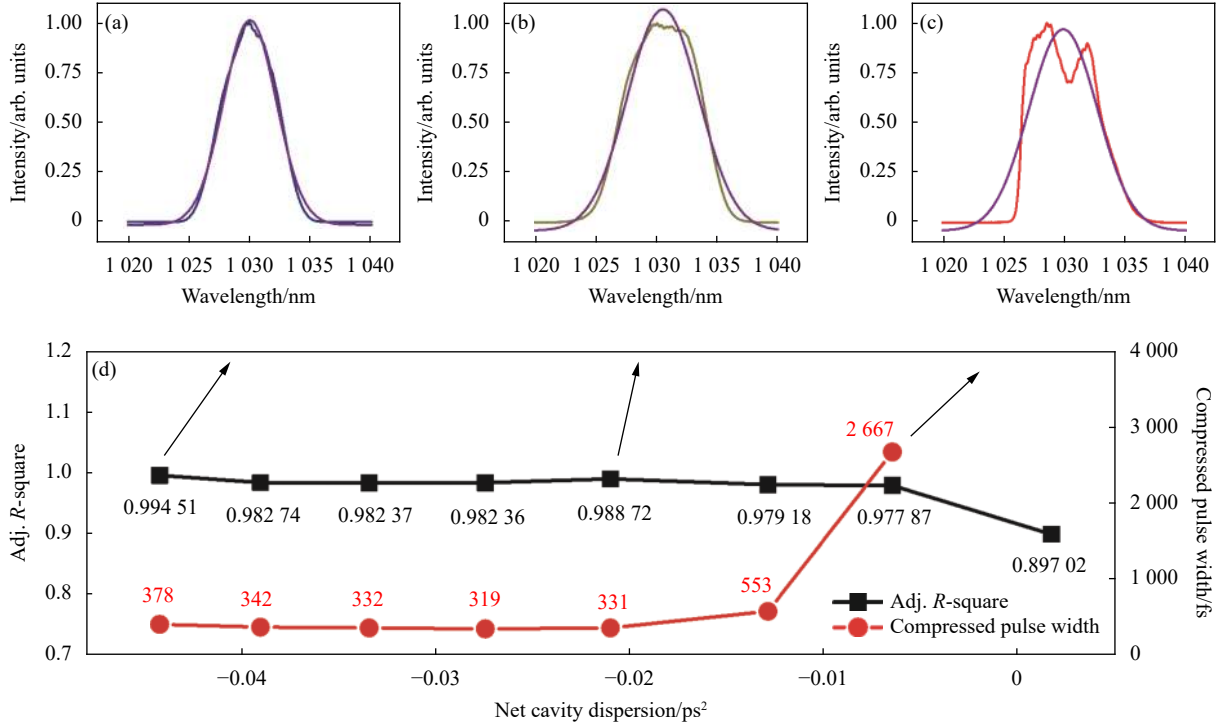 (a)
1.00
0.75
0.50
0.25
0
Intensity/arb. units
1 020 1 025 1 030 1 035 1 040
Wavelength/nm
(b)
1.00
0.75
0.50
0.25
0
Intensity/arb. units
1 020 1 025 1 030 1 035 1 040
Wavelength/nm
(c)
1.00
0.75
0.50
0.25
0
Intensity/arb. units
1 020 1 025 1 030 1 035 1 040
Wavelength/nm
(d)
1.2
1.1
1.0
0.9
0.8
0.7
Adj. R-square
4 000
3 000
2 000
1 000
0
Compressed pulse width/fs
2 667
0.994 51 0.982 74 0.982 37 0.982 36 0.988 72 0.979 18 0.977 87 0.897 02
378 342 332 319 331 553
Adj. R-square
Compressed pulse width
−0.04 −0.03 −0.02 −0.01 0
Net cavity dispersion/ps²